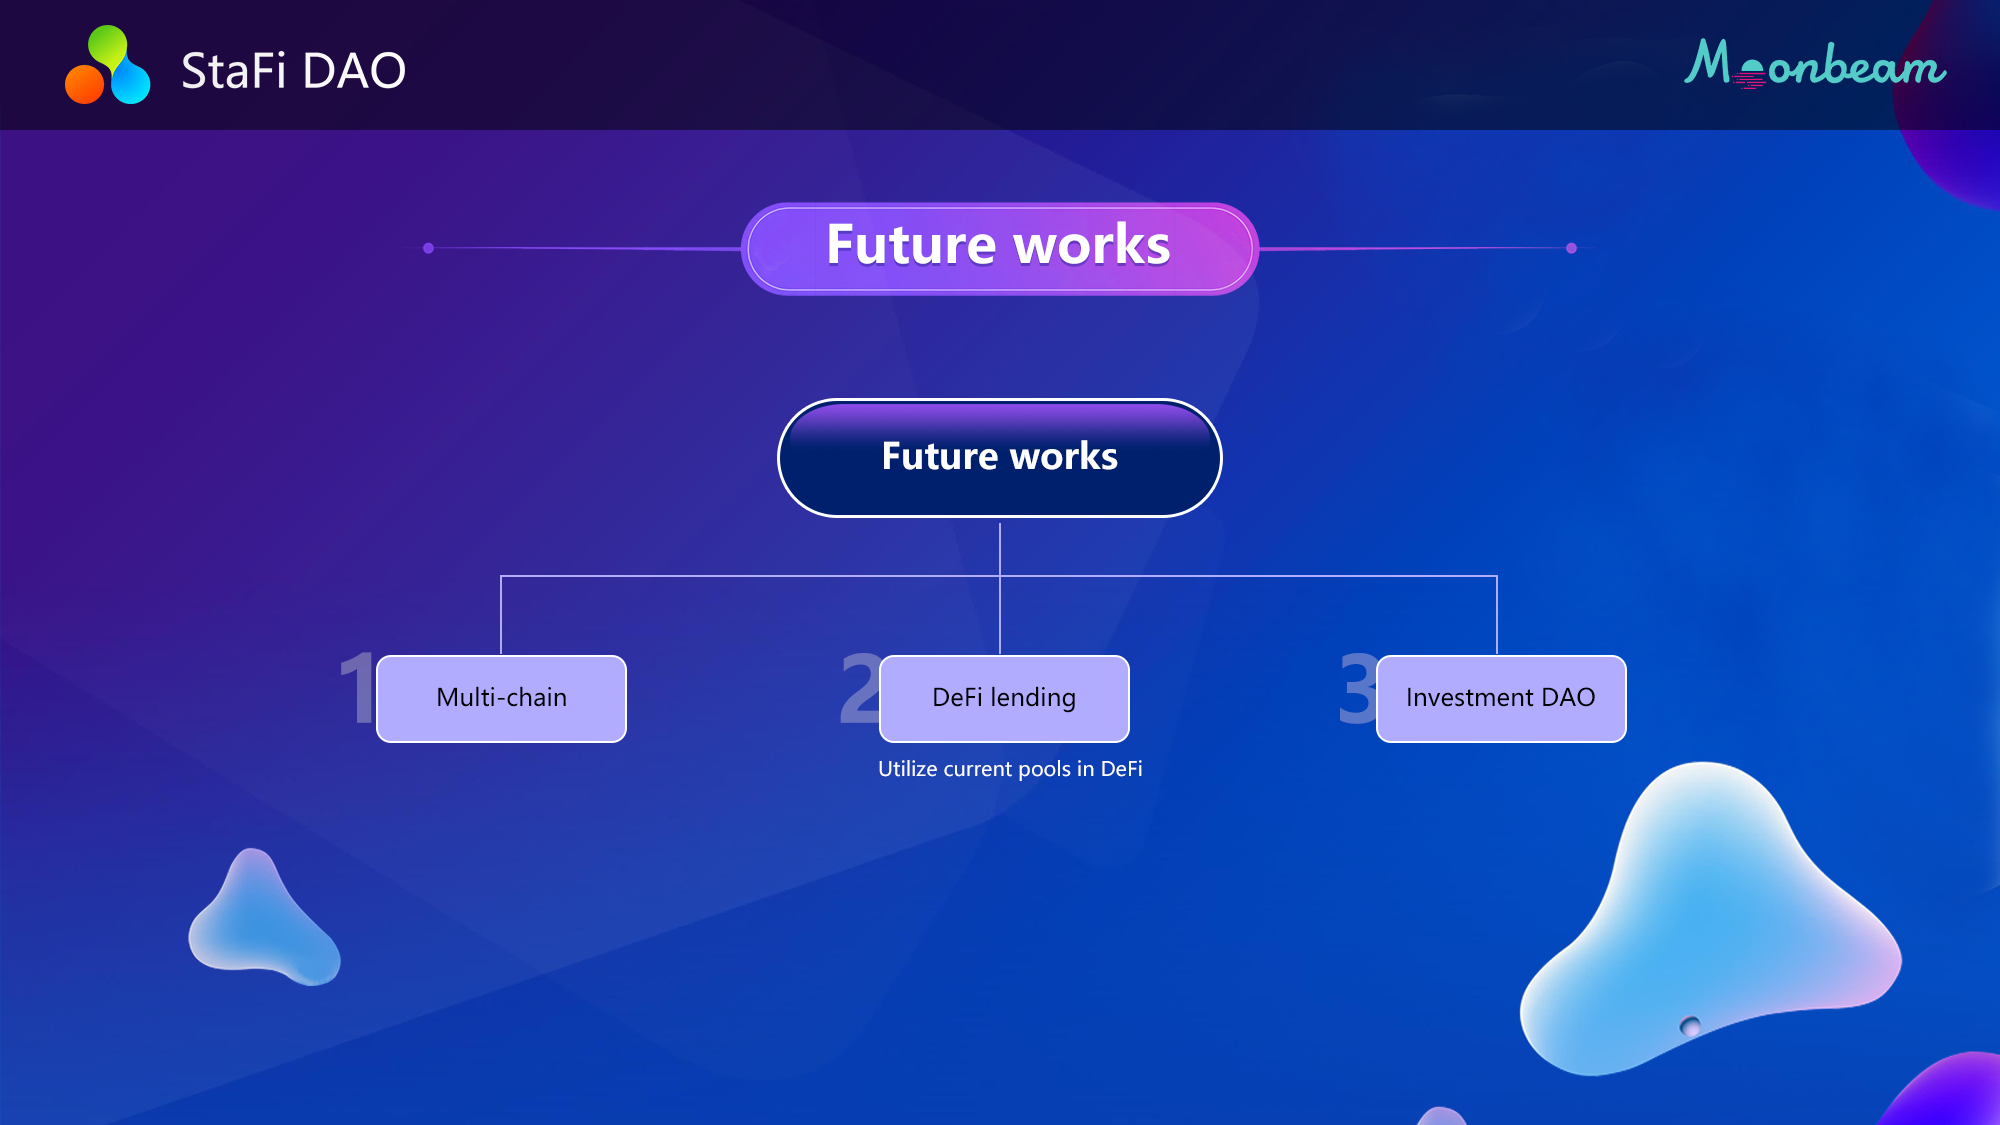 StaFi DAO
Moonbeam
Future works
Future works
1
Multi-chain
2
DeFi lending
3
Investment DAO
Utilize current pools in DeFi